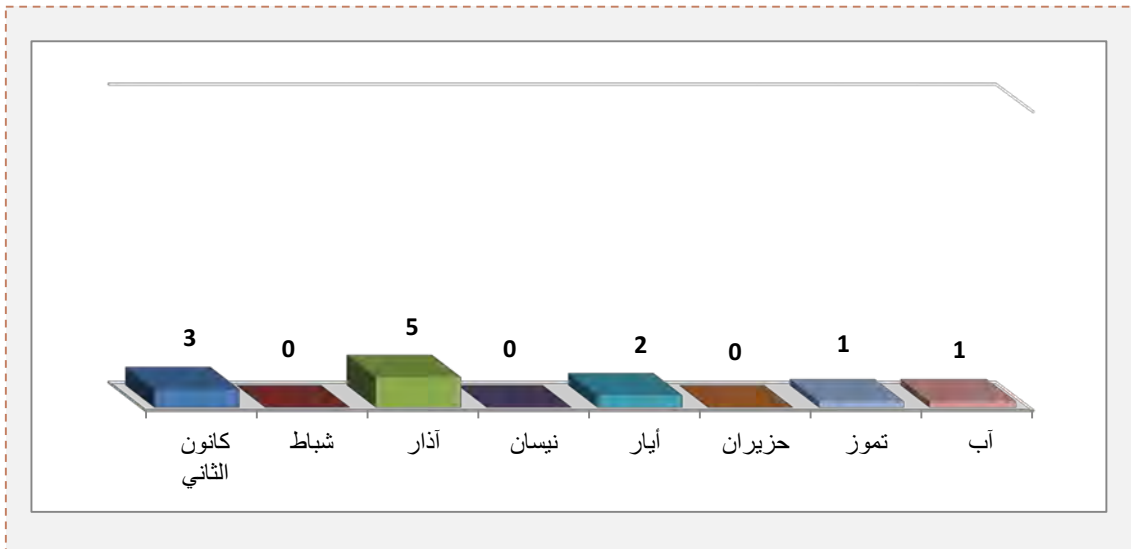 3 0 5 0 2 0 1 1
كانون شباط آذار نيسان أيار حزيران تموز آب
الثاني